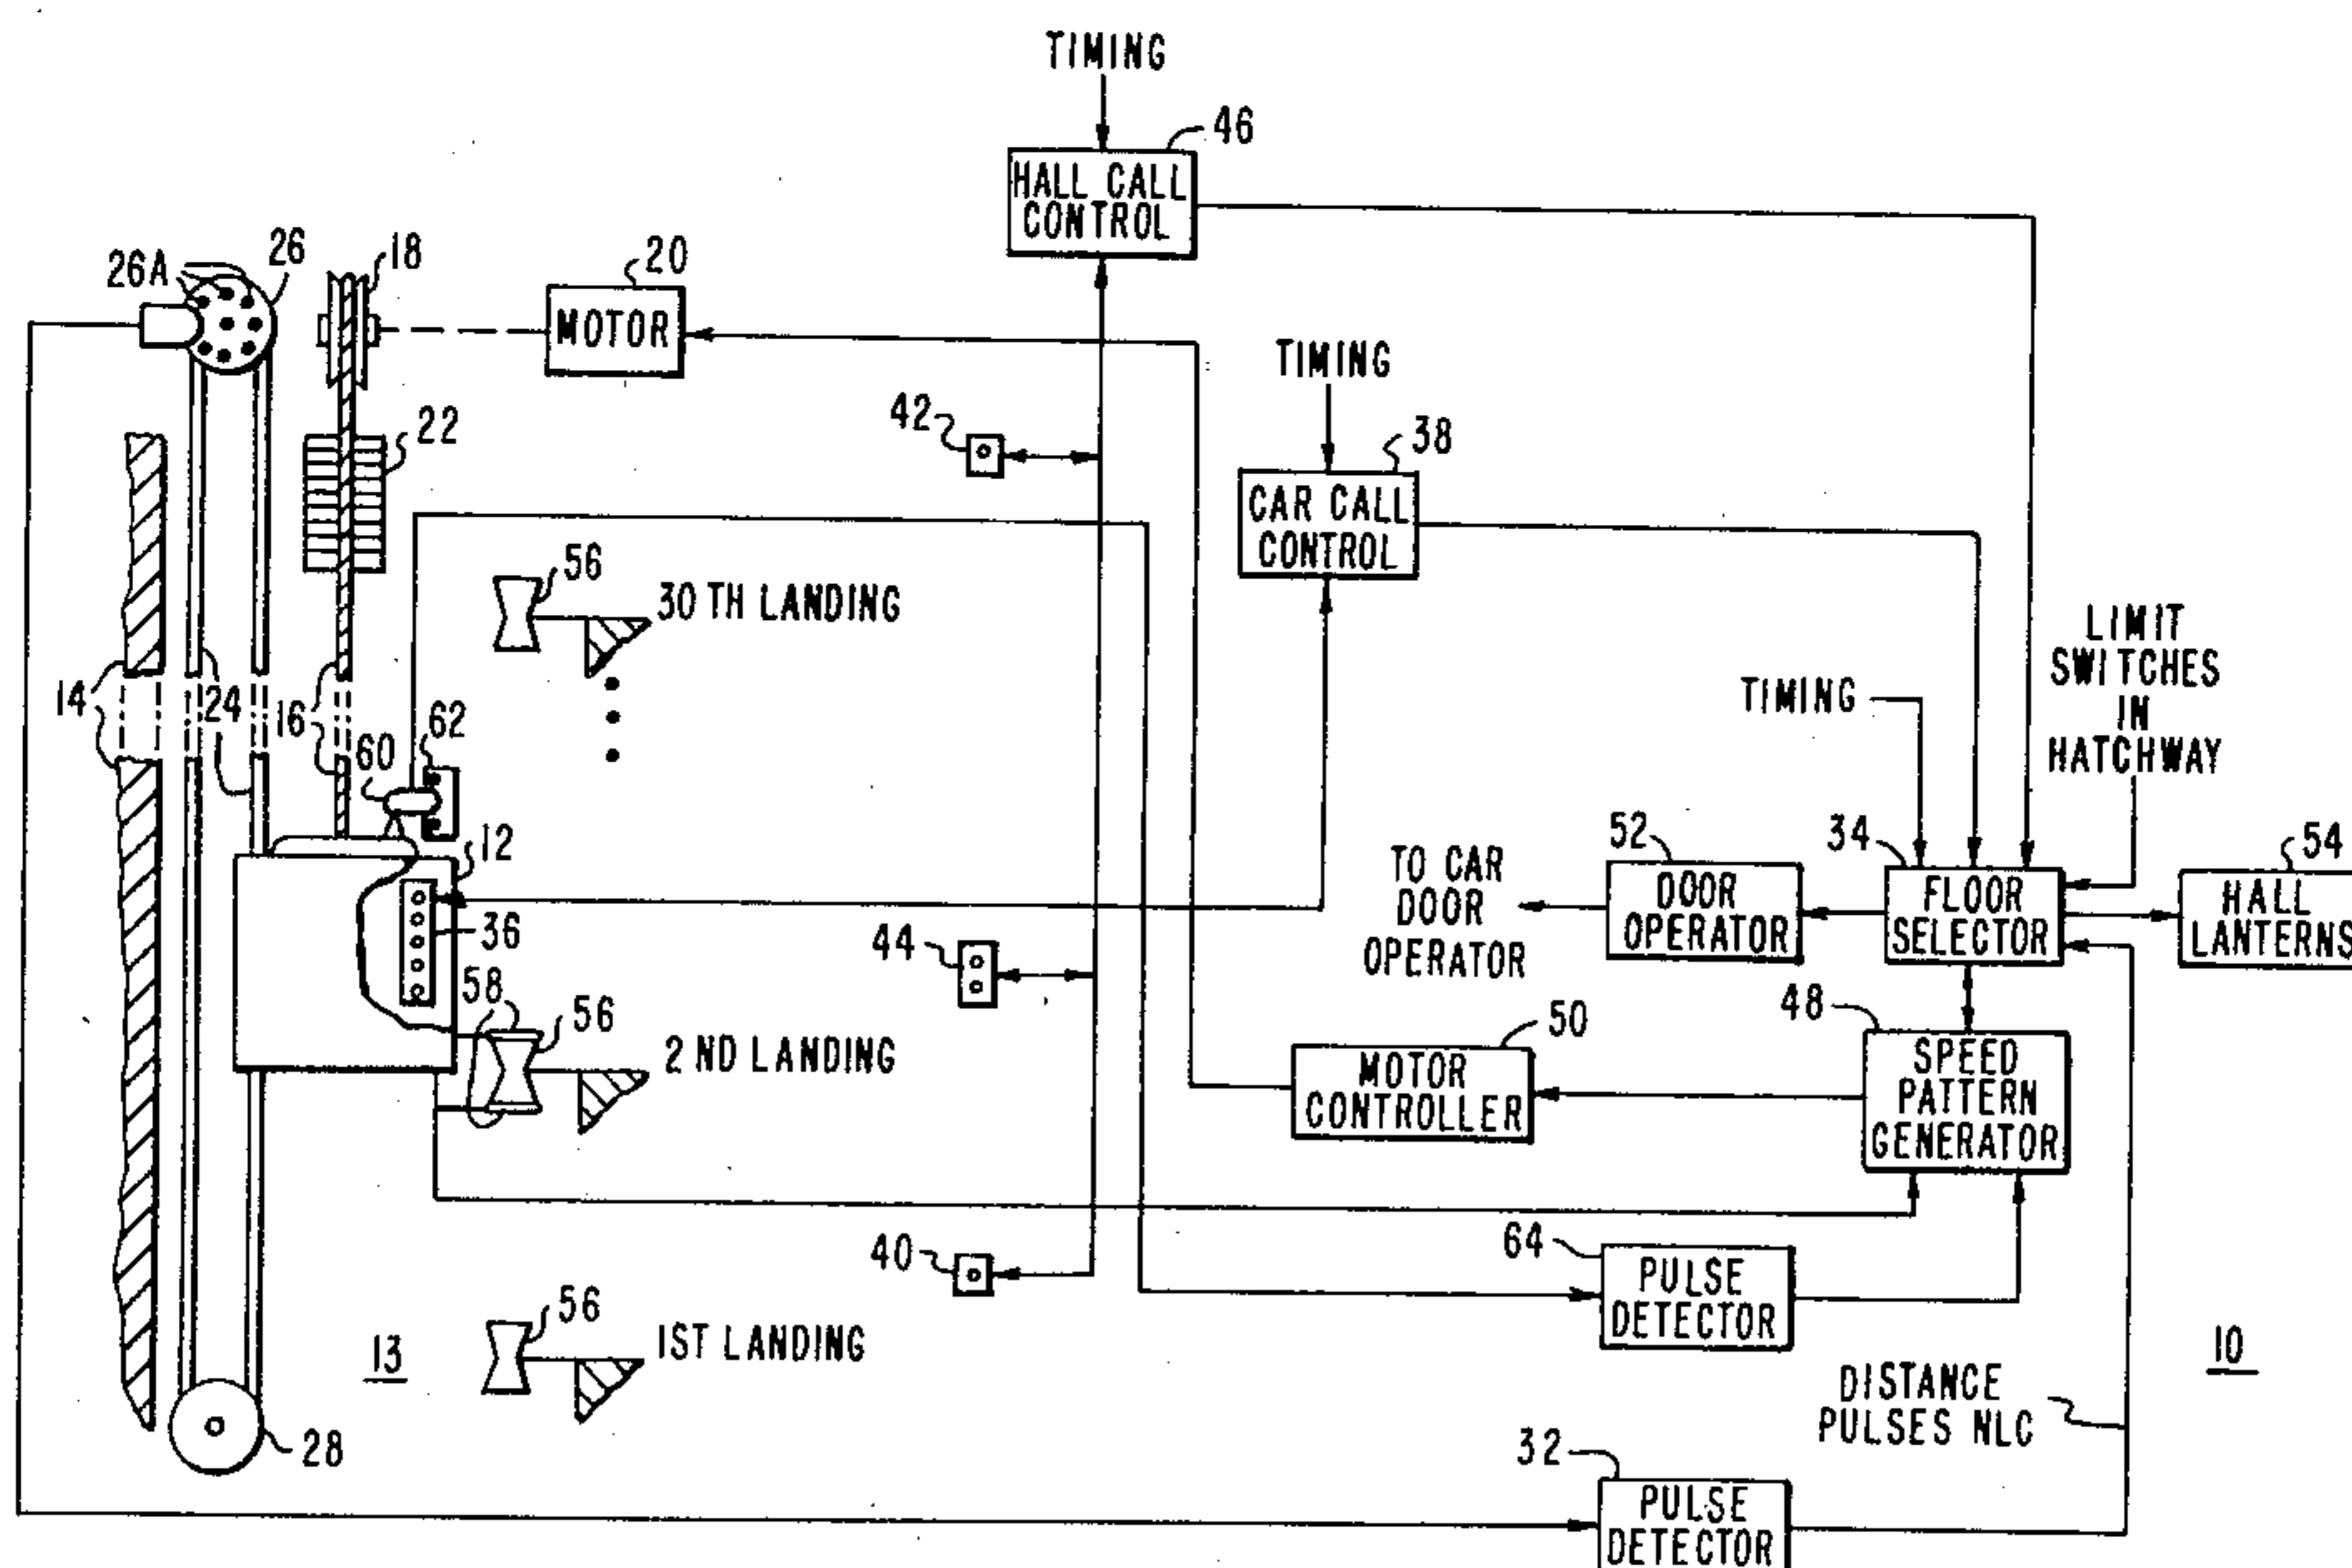 TIMING
46
HALL CALL
CONTROL
26A
26
18
20
MOTOR
TIMING
42
22
38
CAR CALL
CONTROL
56
30 TH LANDING
LIMIT
SWITCHES
IN
HATCHWAY
TIMING
14
24
16
60
62
12
52
34
54
TO CAR
DOOR
OPERATOR
DOOR
OPERATOR
FLOOR
SELECTOR
HALL
LANTERNS
36
44
58
56
2 ND LANDING
48
50
MOTOR
CONTROLLER
SPEED
PATTERN
GENERATOR
40
64
PULSE
DETECTOR
56
1ST LANDING
13
10
DISTANCE
PULSES NLC
28
32
PULSE
DETECTOR